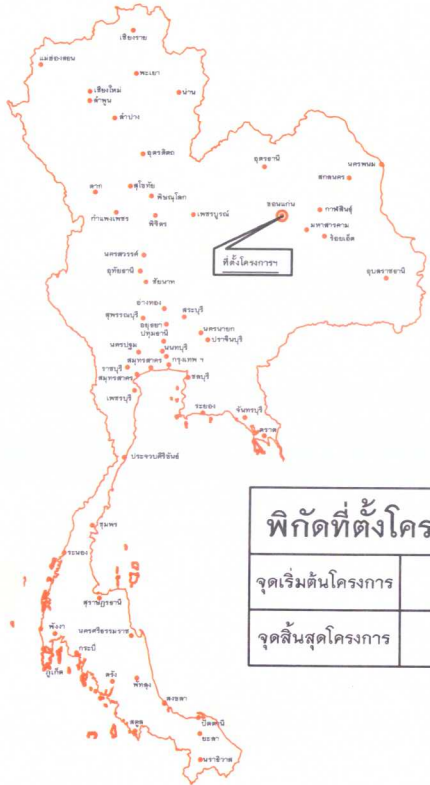 เชียงราย
แม่ฮ่องสอน
พะเยา
เชียงใหม่
น่าน
ลำพูน
ลำปาง
อุตรดิตถ์
อุดรธานี
นครพนม
สกลนคร
ตาก
สุโขทัย
พิษณุโลก
กำแพงเพชร
พิจิตร
เพชรบูรณ์
ขอนแก่น
กาฬสินธุ์
มหาสารคาม
ร้อยเอ็ด
นครสวรรค์
ที่ตั้งโครงการฯ
อุทัยธานี
ชัยนาท
อุบลราชธานี
อ่างทอง
สุพรรณบุรี
สระบุรี
อยุธยา
ปทุมธานี
นครนายก
ปราจีนบุรี
นครปฐม
นนทบุรี
สมุทรสาคร
กรุงเทพ ฯ
ราชบุรี
สมุทรสาคร
ชลบุรี
เพชรบุรี
ระยอง
จันทรบุรี
ตราด
ประจวบคีรีขันธ์
พิกัดที่ตั้งโคร
ชุมพร
ระนอง
จุดเริ่มต้นโครงการ
สุราษฎรธานี
จุดสิ้นสุดโครงการ
พังงา
นครศรีธรรมราช
กระบี่
ภูเก็ต
ตรัง
พัทลุง
สงขลา
ปัตตานี
สตูล
ยะลา
นราธิวาส